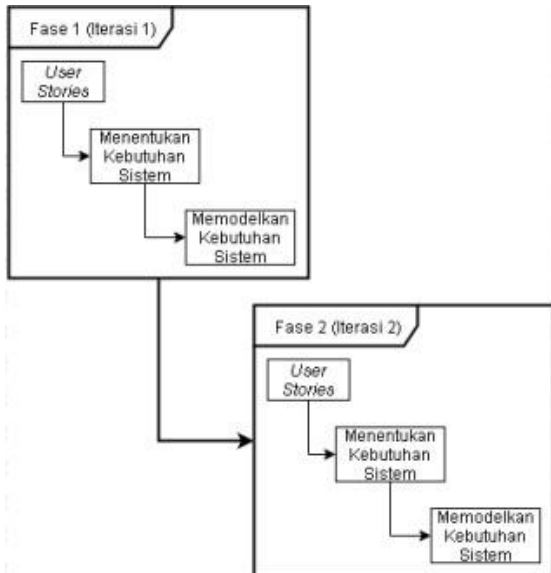 Fase 1 (Iterasi 1)
User
Stories
Menentukan
Kebutuhan
Sistem
Memodelkan
Kebutuhan
Sistem
Fase 2 (Iterasi 2)
User
Stories
Menentukan
Kebutuhan
Sistem
Memodelkan
Kebutuhan
Sistem